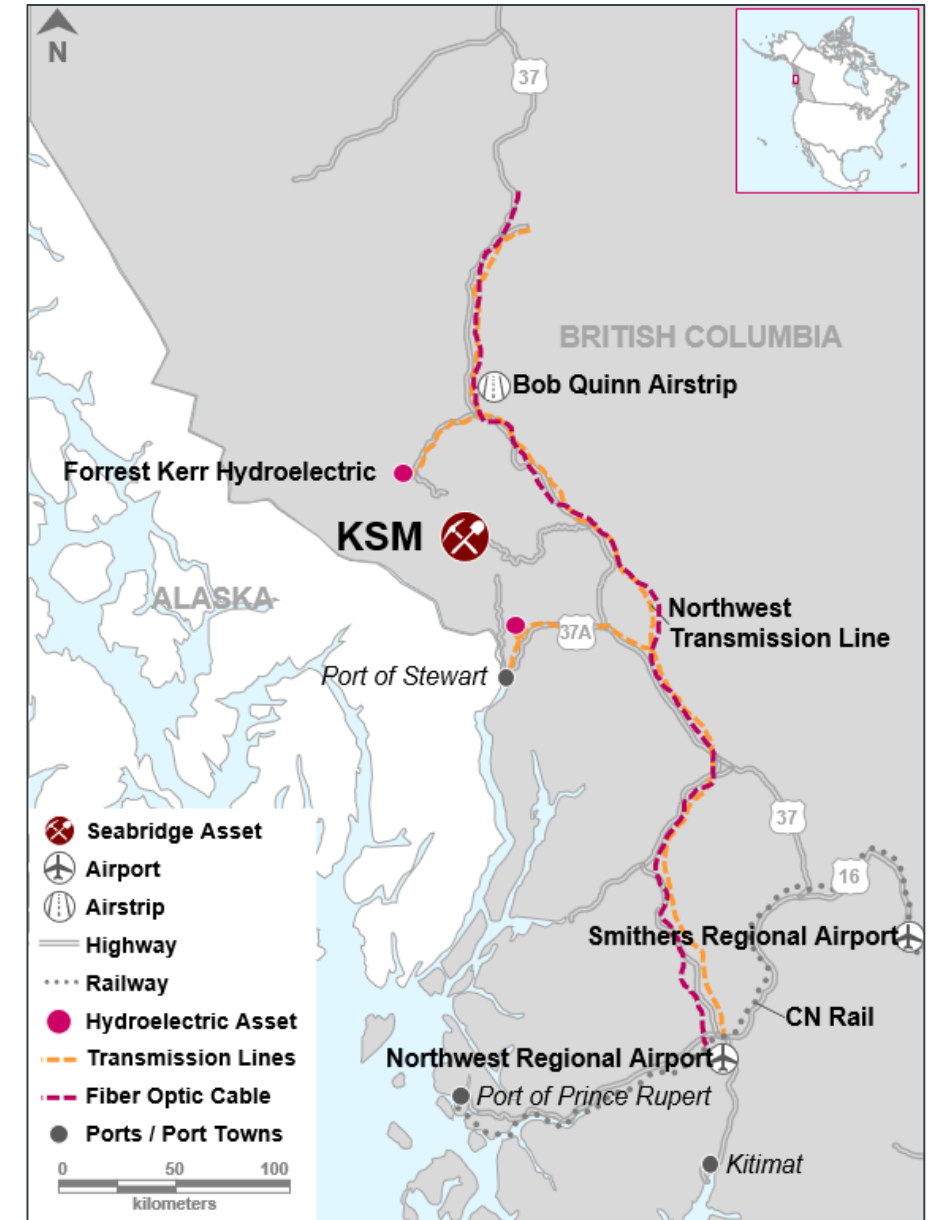 N
37
BRITISH COLUMBIA
Bob Quinn Airstrip
Forrest Kerr Hydroelectric
KSM
ALASKA
Northwest
Transmission Line
37A
Port of Stewart
37
16
Smithers Regional Airport
CN Rail
Northwest Regional Airport
Port of Prince Rupert
Kitimat
Seabridge Asset
Airport
Airstrip
Highway
Railway
Hydroelectric Asset
Transmission Lines
Fiber Optic Cable
Ports / Port Towns
0 50 100
kilometers